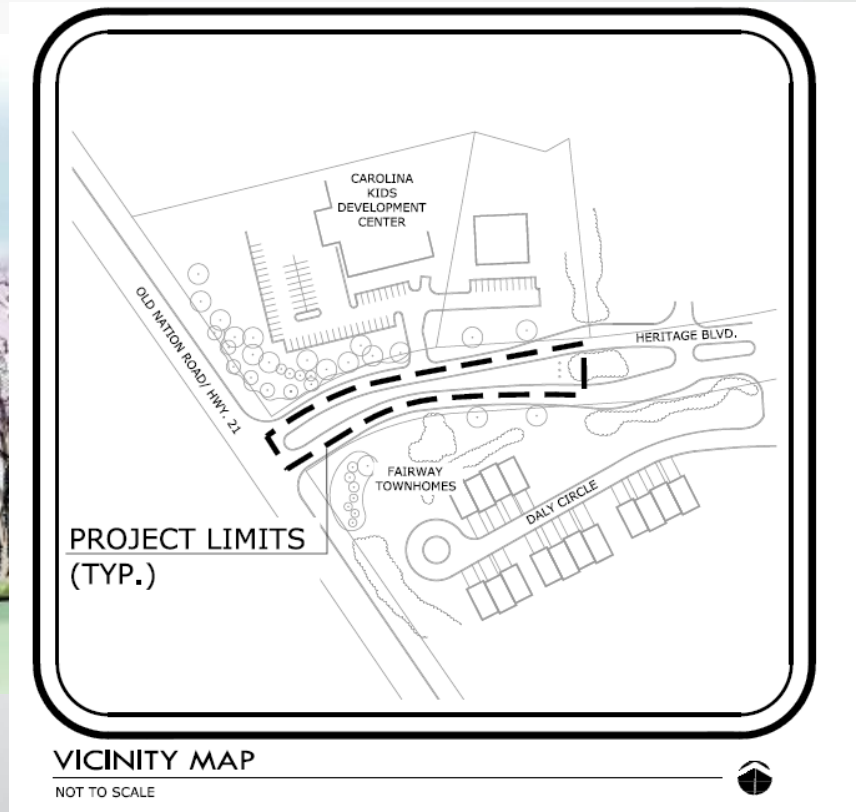 CAROLINA
KIDS
DEVELOPMENT
CENTER
OLD NATION ROAD/ HWY. 21
HERITAGE BLVD.
FAIRWAY
TOWNHOMES
DALY CIRCLE
PROJECT LIMITS
(TYP.)
VICINITY MAP
NOT TO SCALE